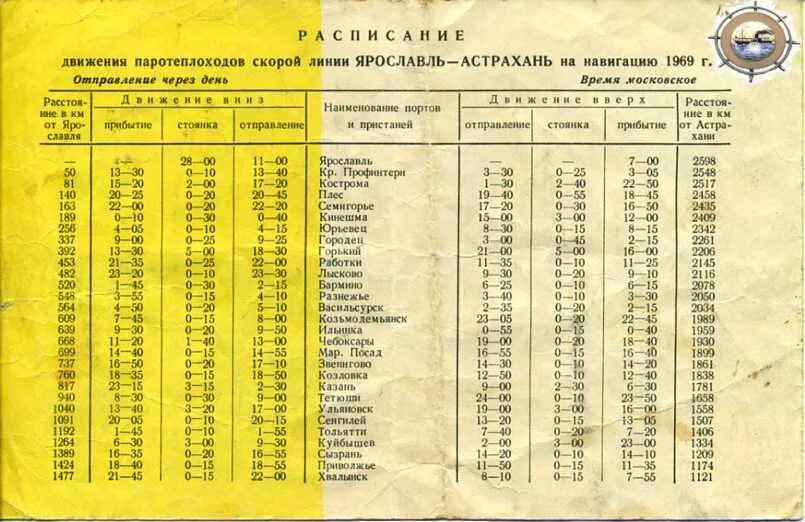 РАСПИСАНИЕ
движения паротеплоходов скорой линии ЯРОСЛАВЛЬ—АСТРАХАНЬ на навигацию 1969 г.
Отправление через день Время московское
Расстояние в км от Ярославля Движение вниз Наименование портов и пристаней Движение вверх Расстояние в км от Астрахани
прибытие стоянка отправление отправление стоянка прибытие
— — 28—00 11—00 Ярославль — — 7—00 2598
50 13—30 0—10 13—40 Кр. Профинтерн 3—30 0—25 3—05 2548
81 15—20 2—00 17—20 Кострома 1—30 2—40 22—50 2517
140 20—25 0—20 20—45 Плес 19—40 0—55 18—45 2458
163 22—00 0—20 22—20 Семигорье 17—20 0—30 16—50 2435
189 0—10 0—30 0—40 Кинешма 15—00 3—00 12—00 2409
256 4—05 0—10 4—15 Юрьевец 8—30 0—15 8—15 2342
337 9—00 0—25 9—25 Городец 3—00 0—45 2—15 2261
392 13—30 5—00 18—30 Горький 21—00 5—00 16—00 2206
453 21—35 0—25 22—00 Работки 11—35 0—10 11—25 2145
482 23—20 0—10 23—30 Лысково 9—30 0—20 9—10 2116
520 1—45 0—30 2—15 Бармино 6—25 0—10 6—15 2078
548 3—55 0—15 4—10 Разнежье 3—40 0—10 3—30 2050
564 4—50 0—20 5—10 Васильсурск 2—35 0—20 2—15 2034
609 7—45 0—15 8—00 Козьмодемьянск 23—05 0—20 22—45 1989
639 9—30 0—20 9—50 Ильинка 0—55 0—15 0—40 1959
668 11—20 1—40 13—00 Чебоксары 19—00 0—20 18—40 1930
699 14—40 0—15 14—55 Мар. Посад 16—55 0—15 16—40 1899
737 16—50 0—20 17—10 Звенигово 14—30 0—10 14—20 1861
760 18—35 0—15 18—50 Козловка 12—50 0—10 12—40 1838
817 23—15 3—15 2—30 Казань 9—00 2—30 6—30 1781
940 8—30 0—30 9—00 Тетюши 24—00 0—10 23—50 1658
1040 13—40 3—20 17—00 Ульяновск 19—00 3—00 16—00 1558
1091 20—05 0—10 20—15 Сенгилей 13—20 0—15 13—05 1507
1192 1—45 0—10 1—55 Тольятти 7—40 0—20 7—20 1406
1264 6—30 3—00 9—30 Куйбышев 2—00 3—00 23—00 1334
1389 16—35 0—20 16—55 Сызрань 14—20 0—10 14—10 1209
1424 18—40 0—15 18—55 Приволжье 11—50 0—15 11—35 1174
1477 21—45 0—15 22—00 Хвалынск 8—10 0—15 7—55 1121